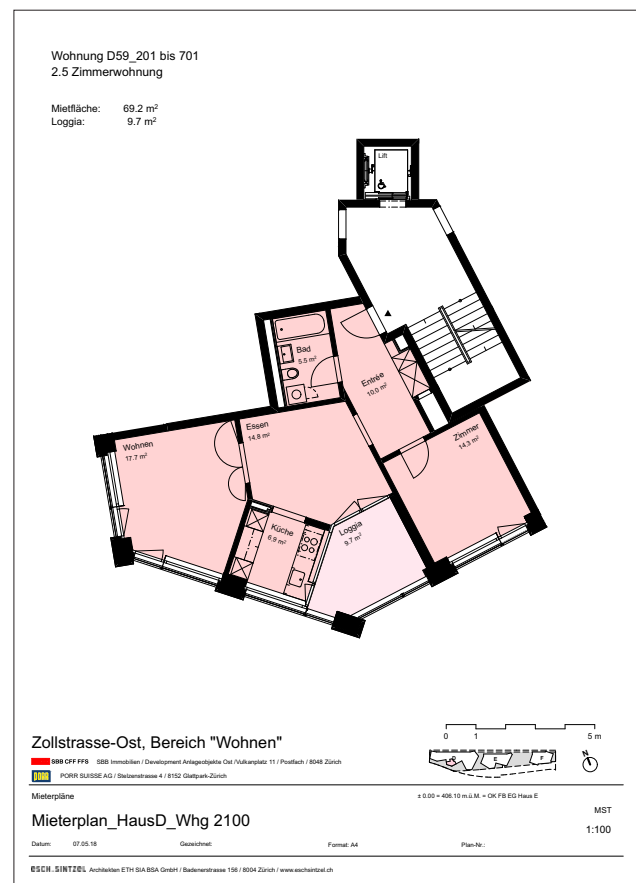 Wohnung D59_201 bis 701
2.5 Zimmerwohnung
Mietfläche: 69.2 m²
Loggia: 9.7 m²
Lift
Bad
5.5 m²
Entrée
10.0 m²
Essen
14.8 m²
Wohnen
17.7 m²
Zimmer
14.3 m²
Küche
6.9 m²
Loggia
9.7 m²
Zollstrasse-Ost, Bereich "Wohnen"
0 1 5 m
SBB CFF FFS SBB Immobilien / Development Anlageobjekte Ost /Vulkanplatz 11 / Postfach / 8048 Zürich
D E F N
PORR PORR SUISSE AG / Stelzenstrasse 4 / 8152 Glattpark-Zürich
Mieterpläne ± 0.00 = 406.10 m.ü.M. = OK FB EG Haus E
MST
Mieterplan_HausD_Whg 2100
1:100
Datum: 07.05.18 Gezeichnet: Format: A4 Plan-Nr.:
ESCH.SINTZEL Architekten ETH SIA BSA GmbH / Badenerstrasse 156 / 8004 Zürich / www.eschsintzel.ch